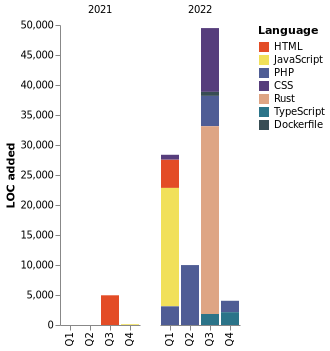 2021 2022
Language
HTML
JavaScript
PHP
CSS
Rust
TypeScript
Dockerfile
LOC added
50,000
45,000
40,000
35,000
30,000
25,000
20,000
15,000
10,000
5,000
0
Q1 Q2 Q3 Q4 Q1 Q2 Q3 Q4